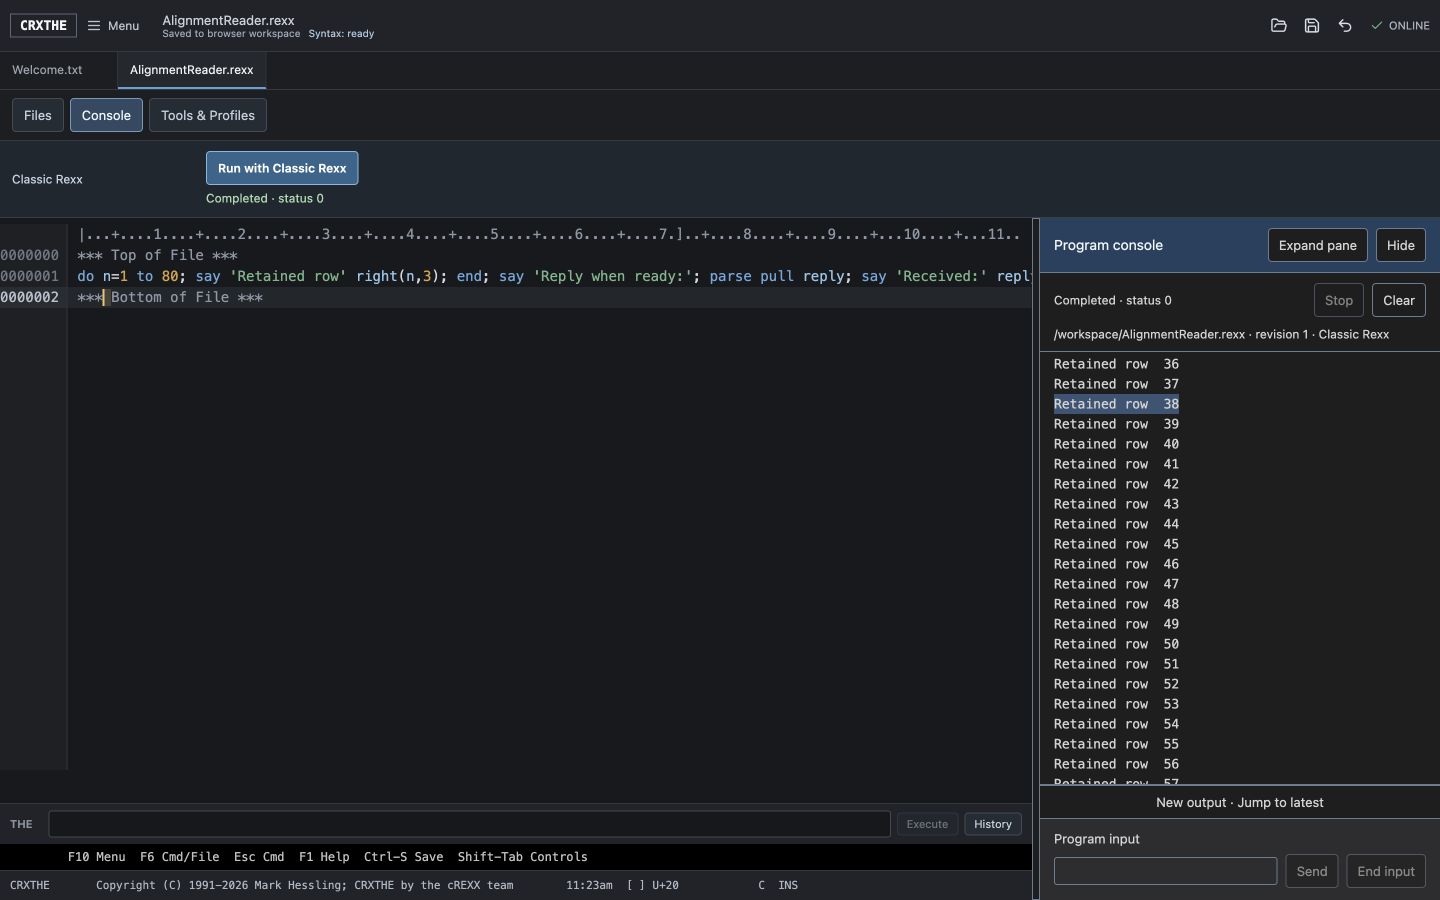 CRXTHE Menu AlignmentReader.rexx
Saved to browser workspace Syntax: ready
ONLINE
Welcome.txt AlignmentReader.rexx
Files Console Tools & Profiles
Classic Rexx Run with Classic Rexx
Completed · status 0
|...+....1....+....2....+....3....+....4....+....5....+....6....+....7.]..+....8....+....9....+...10....+...11..
0000000 *** Top of File ***
0000001 do n=1 to 80; say 'Retained row' right(n,3); end; say 'Reply when ready:'; parse pull reply; say 'Received:' repl
0000002 *** Bottom of File ***
Program console Expand pane Hide
Completed · status 0 Stop Clear
/workspace/AlignmentReader.rexx · revision 1 · Classic Rexx
Retained row  36
Retained row  37
Retained row  38
Retained row  39
Retained row  40
Retained row  41
Retained row  42
Retained row  43
Retained row  44
Retained row  45
Retained row  46
Retained row  47
Retained row  48
Retained row  49
Retained row  50
Retained row  51
Retained row  52
Retained row  53
Retained row  54
Retained row  55
Retained row  56
Retained row  57
New output · Jump to latest
Program input
Send End input
THE Execute History
F10 Menu F6 Cmd/File Esc Cmd F1 Help Ctrl-S Save Shift-Tab Controls
CRXTHE Copyright (C) 1991-2026 Mark Hessling; CRXTHE by the cREXX team 11:23am [ ] U+20 C INS